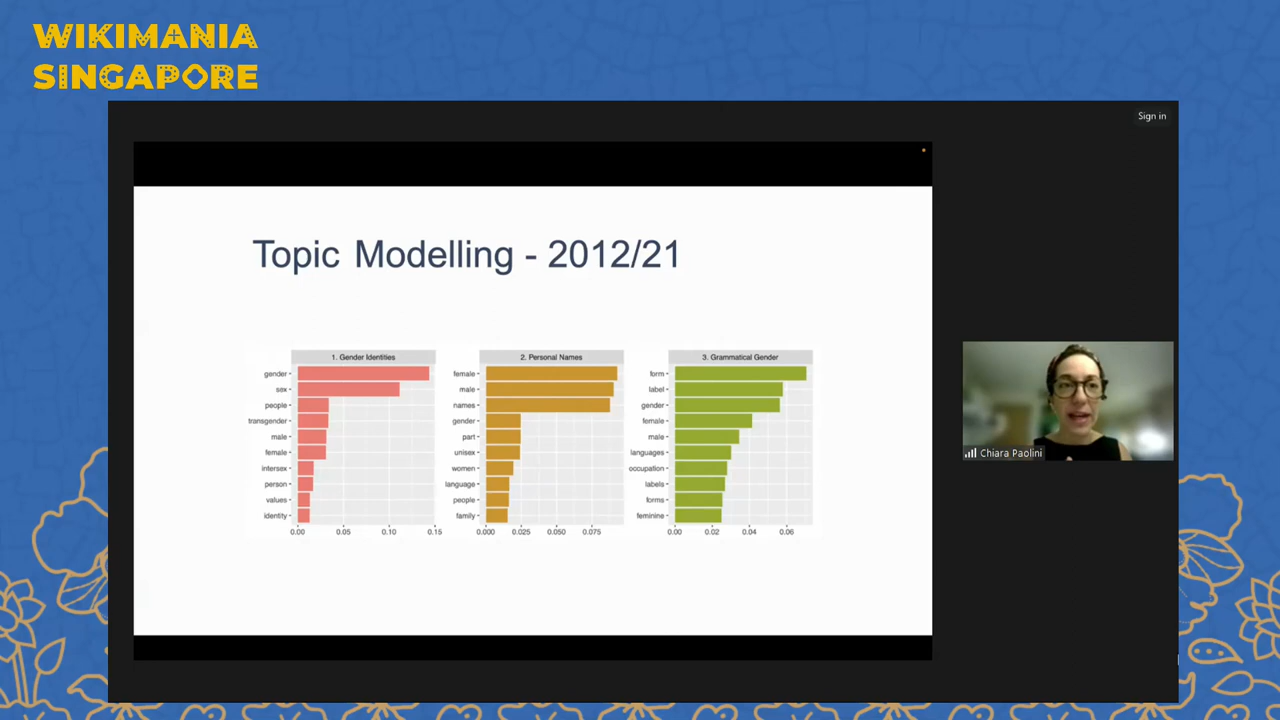 WIKIMANIA
SINGAPORE
Sign in
Topic Modelling - 2012/21
1. Gender Identities
gender
sex
people
transgender
male
female
intersex
person
values
identity
0.00 0.05 0.10 0.15
2. Personal Names
female
male
names
gender
part
unisex
women
language
people
family
0.000 0.025 0.050 0.075
3. Grammatical Gender
form
label
gender
female
male
languages
occupation
labels
forms
feminine
0.00 0.02 0.04 0.06
Chiara Paolini